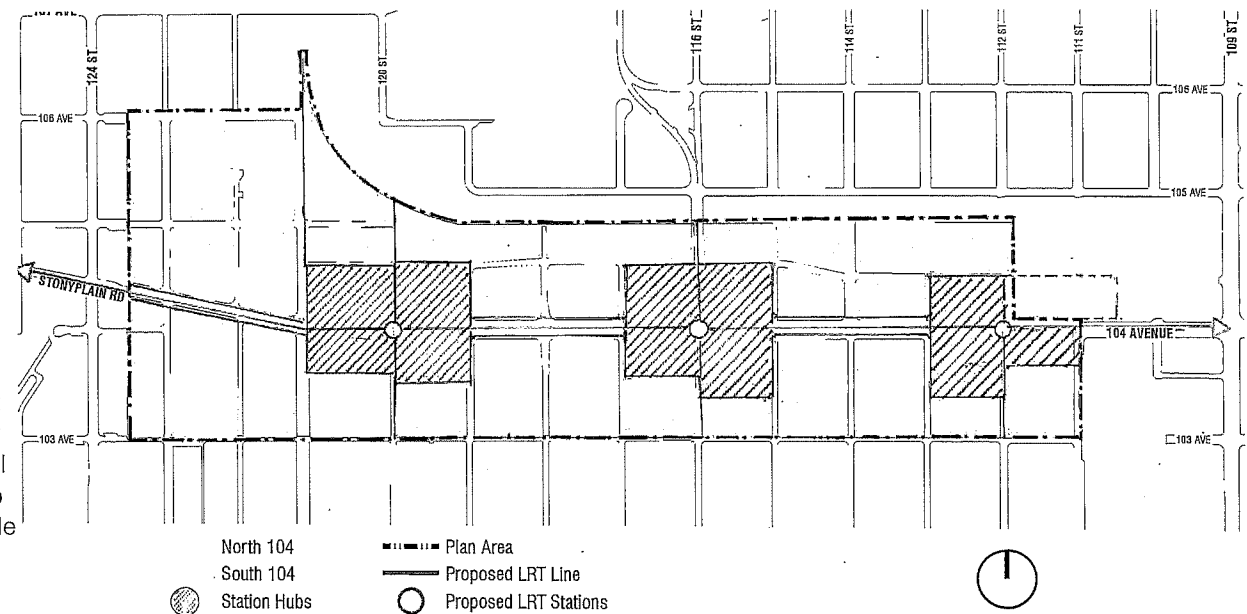 124 ST
120 ST
116 ST
114 ST
112 ST
111 ST
109 ST
106 AVE
106 AVE
105 AVE
STONYPLAIN RD
104 AVENUE
103 AVE
103 AVE
North 104
South 104
Station Hubs
Plan Area
Proposed LRT Line
Proposed LRT Stations